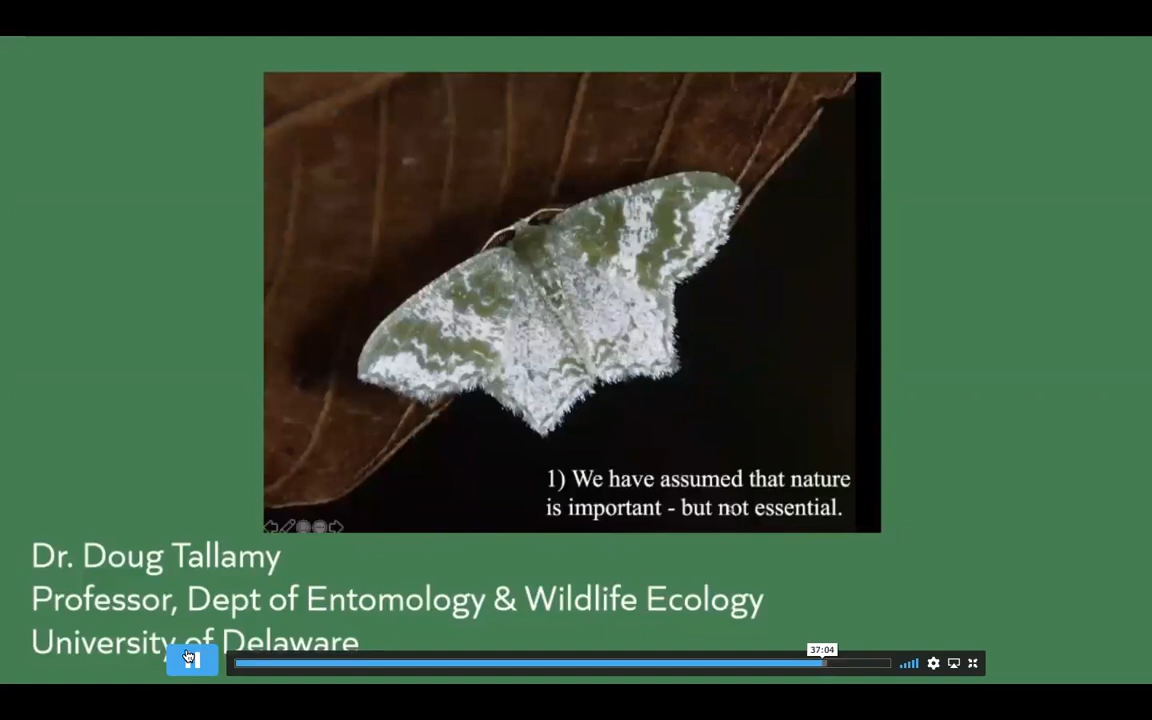 1) We have assumed that nature
is important - but not essential.
Dr. Doug Tallamy
Professor, Dept of Entomology & Wildlife Ecology
University of Delaware
37:04